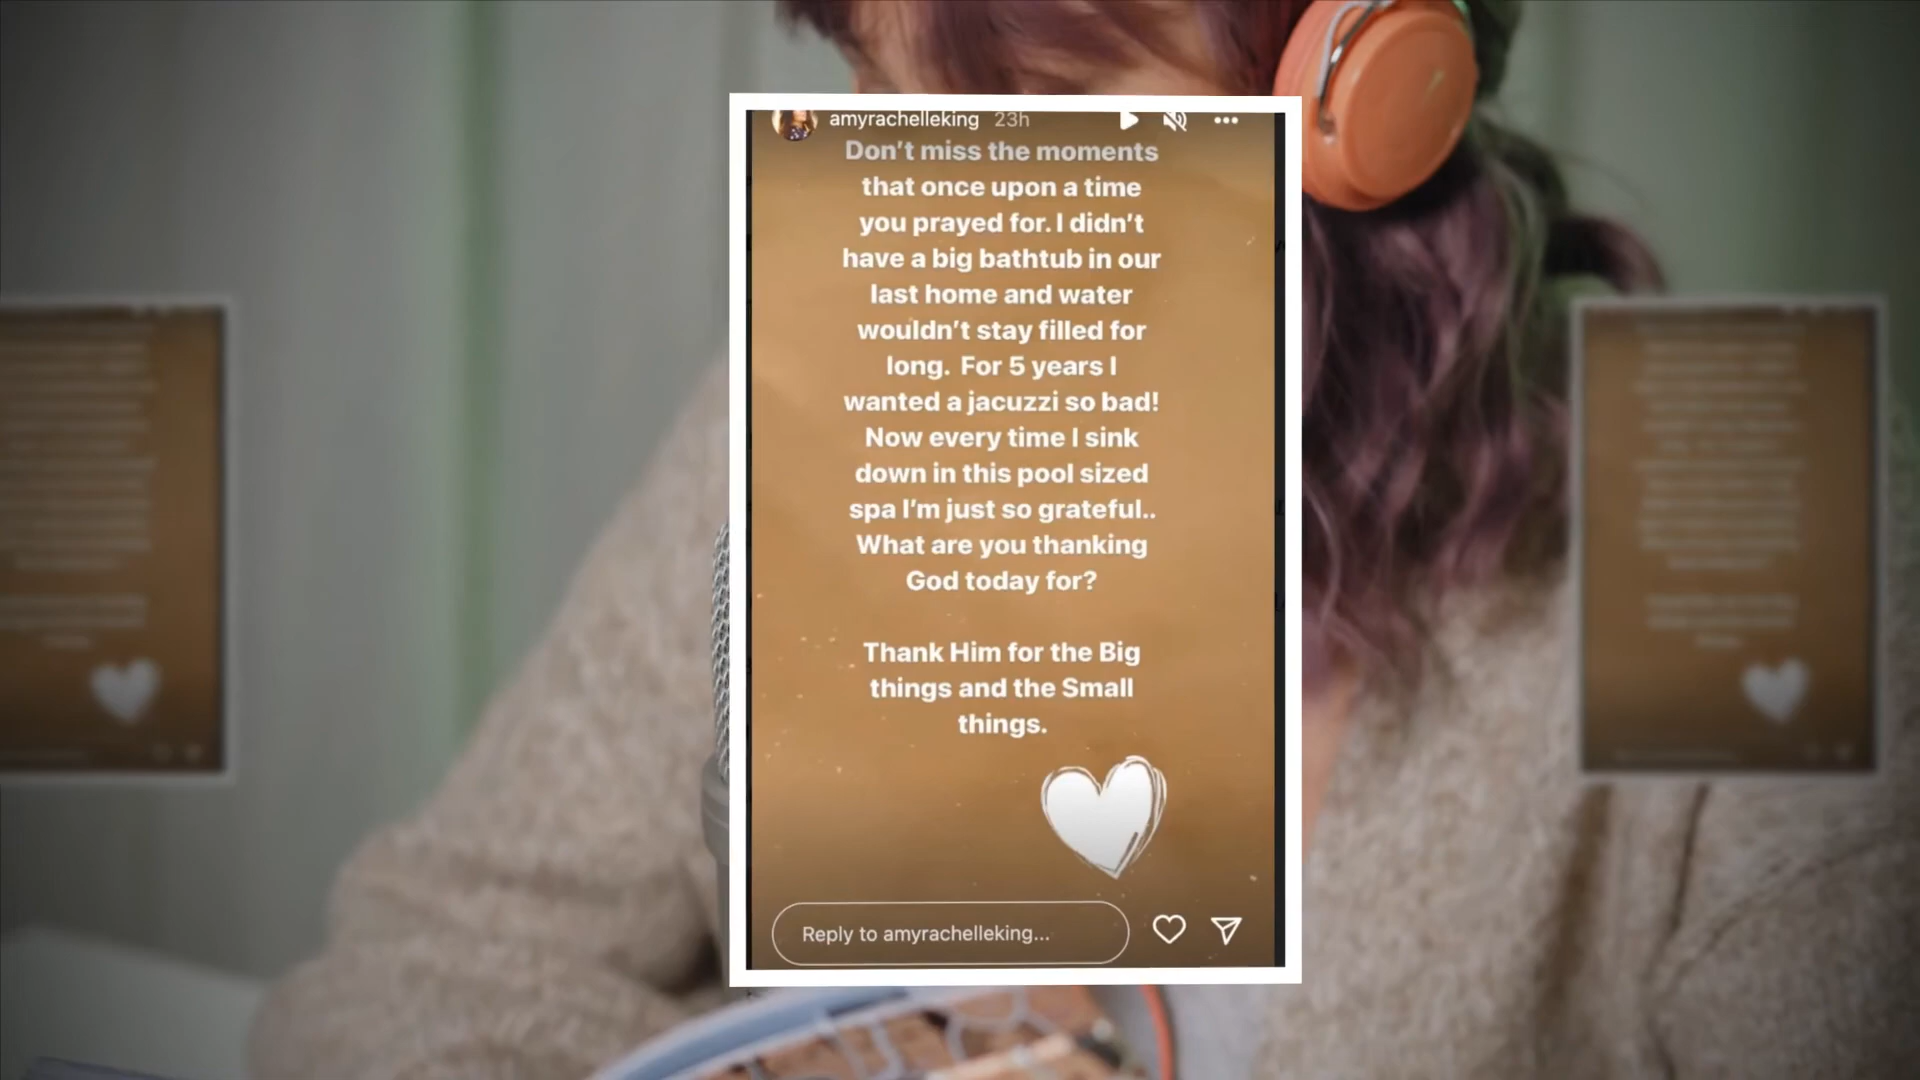 amyrachelleking 23h
Don't miss the moments
that once upon a time
you prayed for. I didn't
have a big bathtub in our
last home and water
wouldn't stay filled for
long. For 5 years I
wanted a jacuzzi so bad!
Now every time I sink
down in this pool sized
spa I'm just so grateful..
What are you thanking
God today for?
Thank Him for the Big
things and the Small
things.
Reply to amyrachelleking...